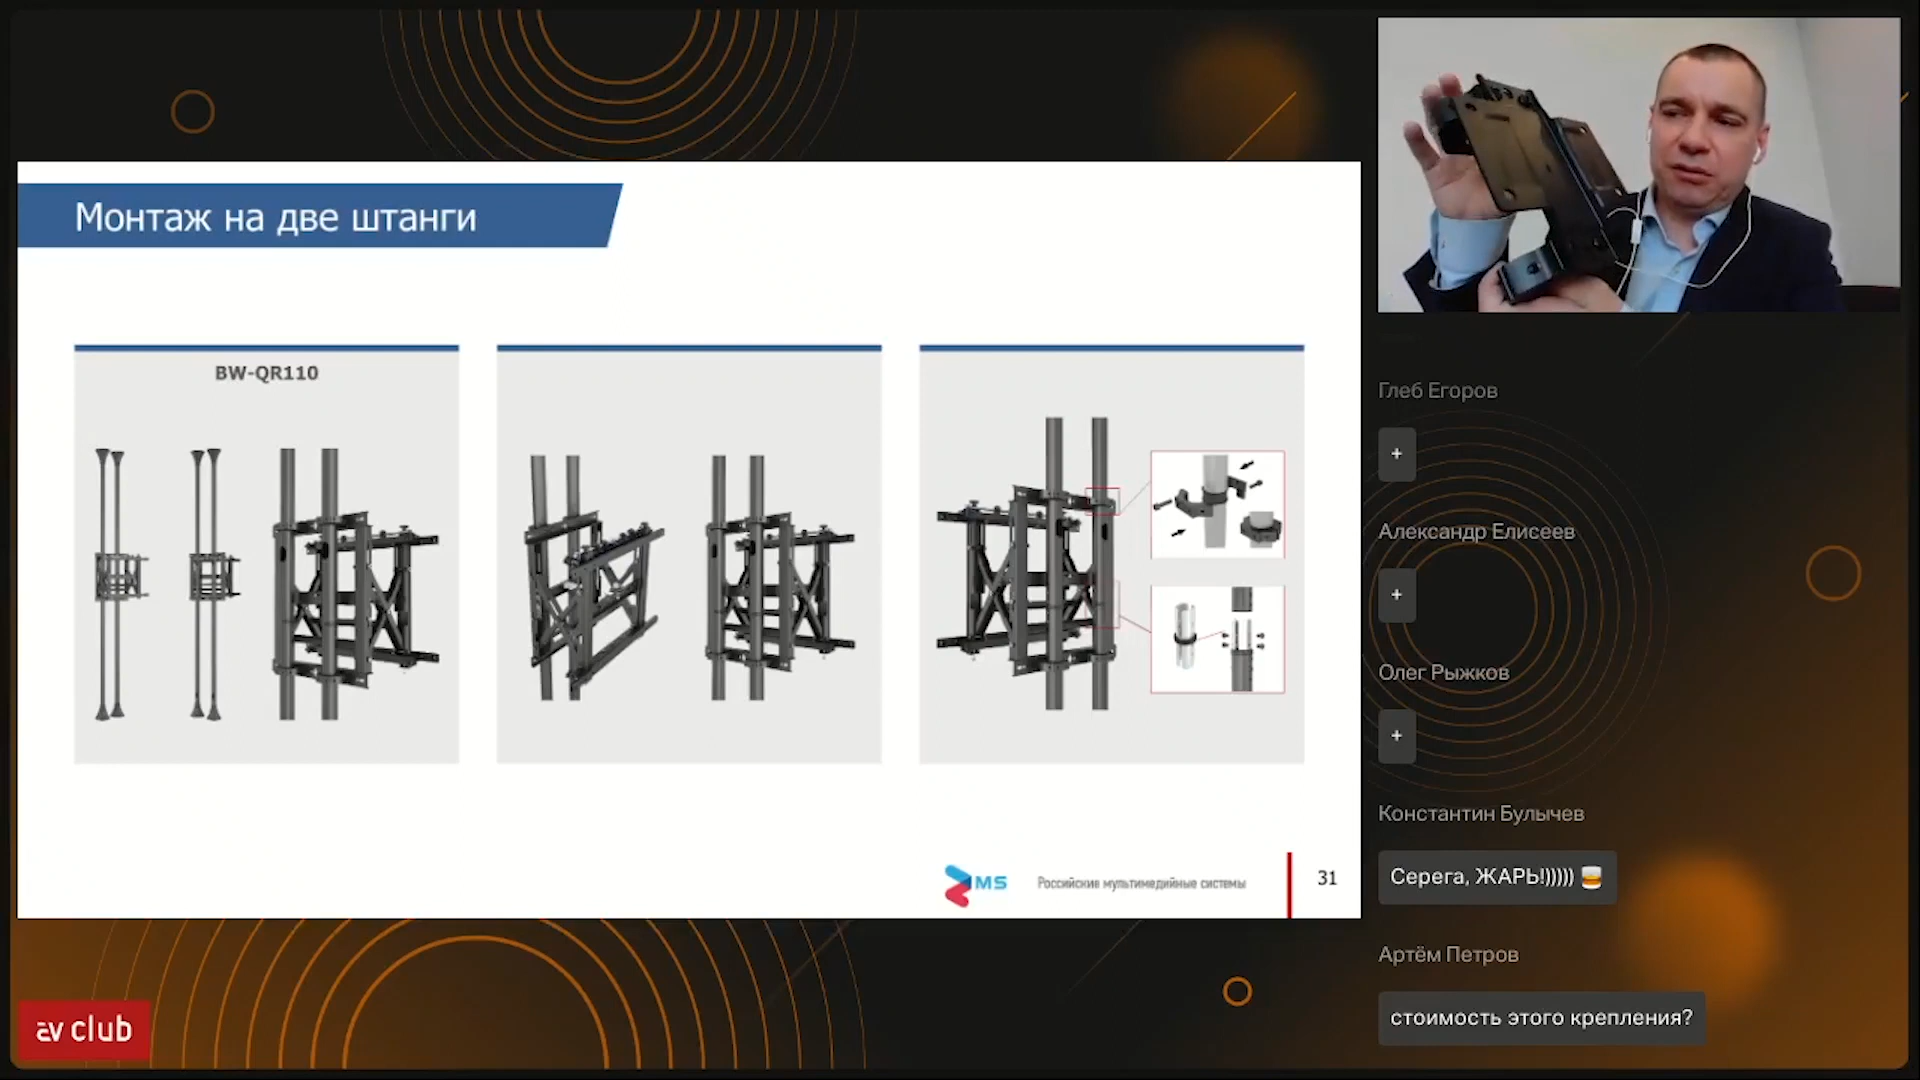 Монтаж на две штанги
BW-QR110
MS
Российские мультимедийные системы
31
av club
Глеб Егоров
+
Александр Елисеев
+
Олег Рыжков
+
Константин Булычев
Серега, ЖАРЬ!))))) 🥃
Артём Петров
стоимость этого крепления?